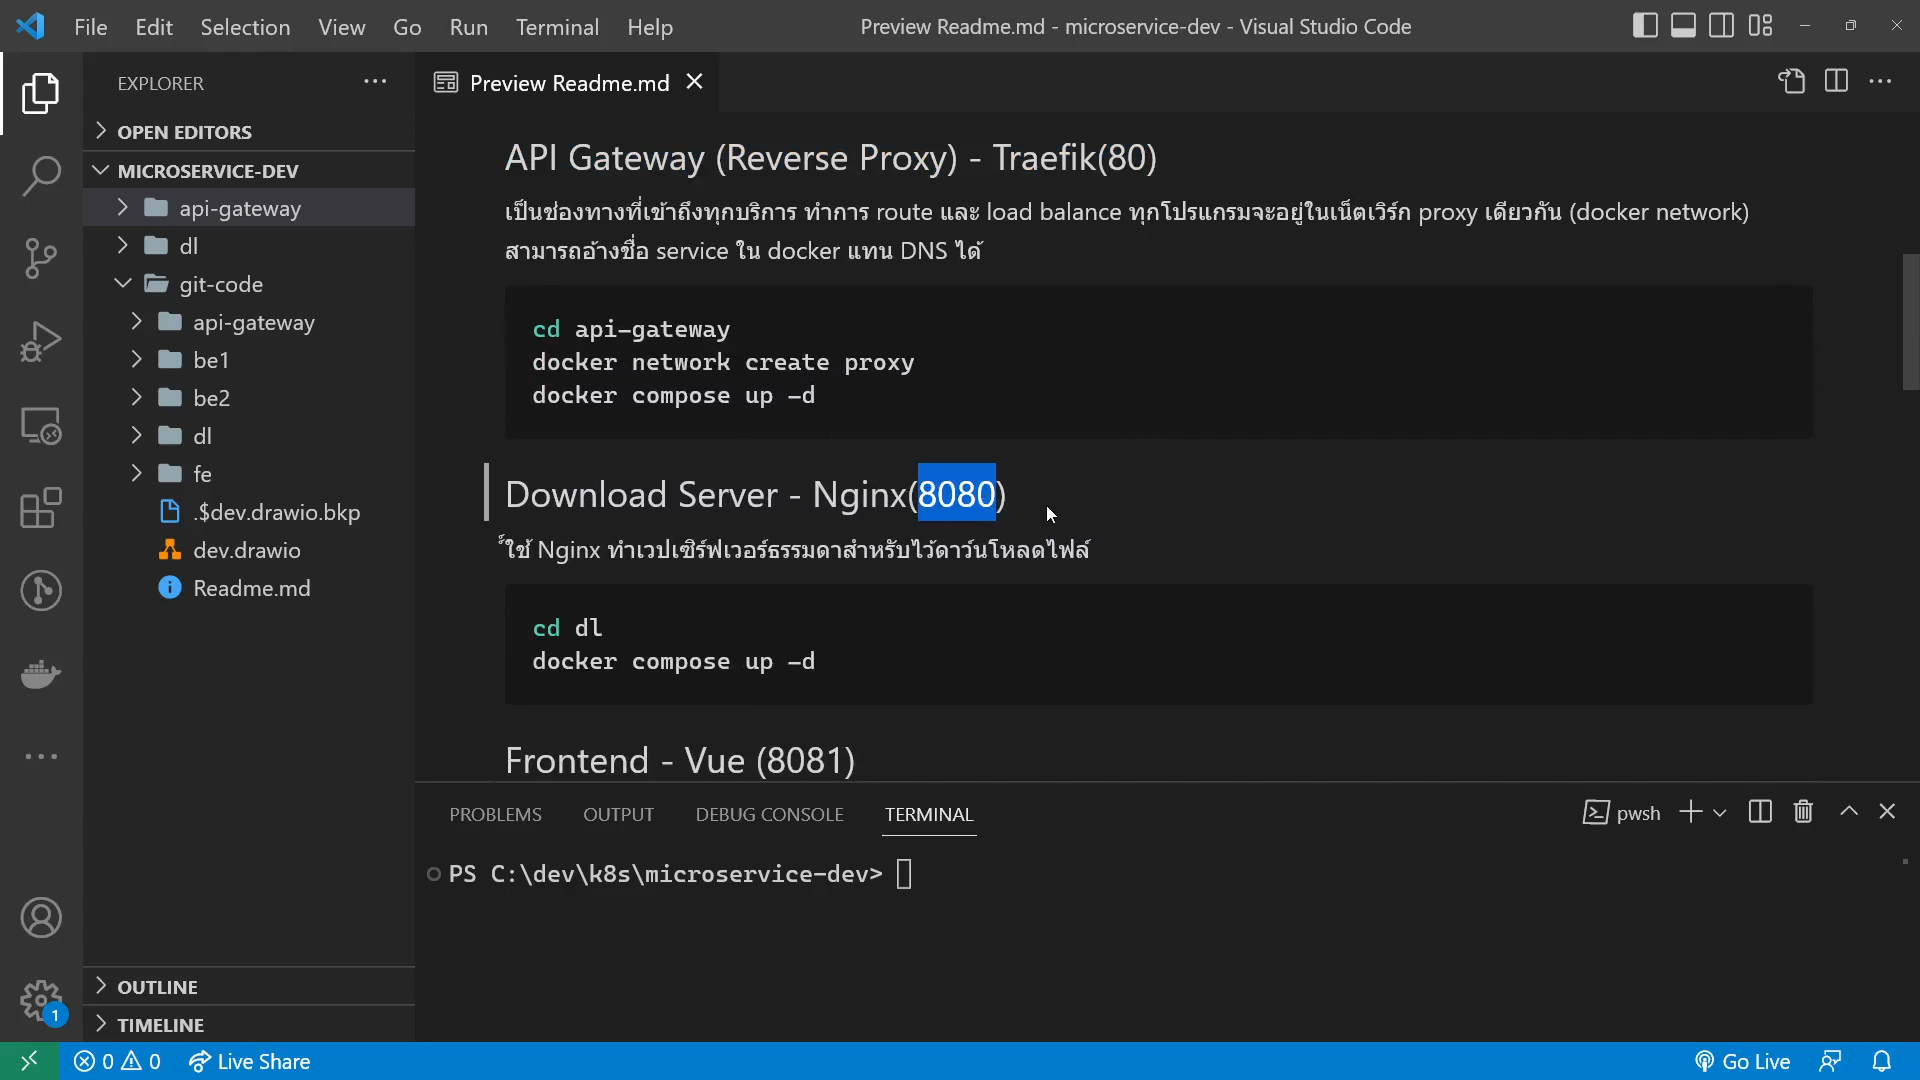 File Edit Selection View Go Run Terminal Help
Preview Readme.md - microservice-dev - Visual Studio Code
EXPLORER
OPEN EDITORS
MICROSERVICE-DEV
api-gateway
dl
git-code
api-gateway
be1
be2
dl
fe
.$dev.drawio.bkp
dev.drawio
Readme.md
OUTLINE
TIMELINE
1
Preview Readme.md
API Gateway (Reverse Proxy) - Traefik(80)
เป็นช่องทางที่เข้าถึงทุกบริการ ทำการ route และ load balance ทุกโปรแกรมจะอยู่ในเน็ตเวิร์ก proxy เดียวกัน (docker network)
สามารถอ้างชื่อ service ใน docker แทน DNS ได้
cd api-gateway
docker network create proxy
docker compose up -d
Download Server - Nginx(8080)
์ใช้ Nginx ทำเวปเซิร์ฟเวอร์ธรรมดาสำหรับไว้ดาว์นโหลดไฟล์
cd dl
docker compose up -d
Frontend - Vue (8081)
PROBLEMS OUTPUT DEBUG CONSOLE TERMINAL
pwsh
PS C:\dev\k8s\microservice-dev>
0 0 Live Share
Go Live